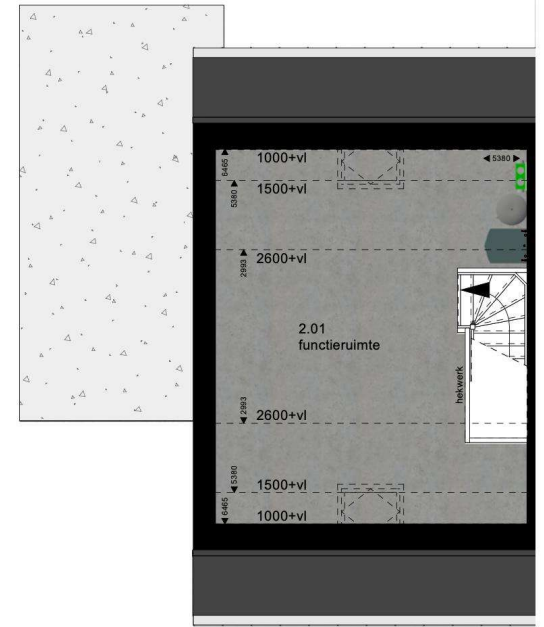 6465
1000+vl
5380
5380
1500+vl
2993
2600+vl
2.01
functieruimte
hekwerk
2993
2600+vl
5380
1500+vl
6465
1000+vl